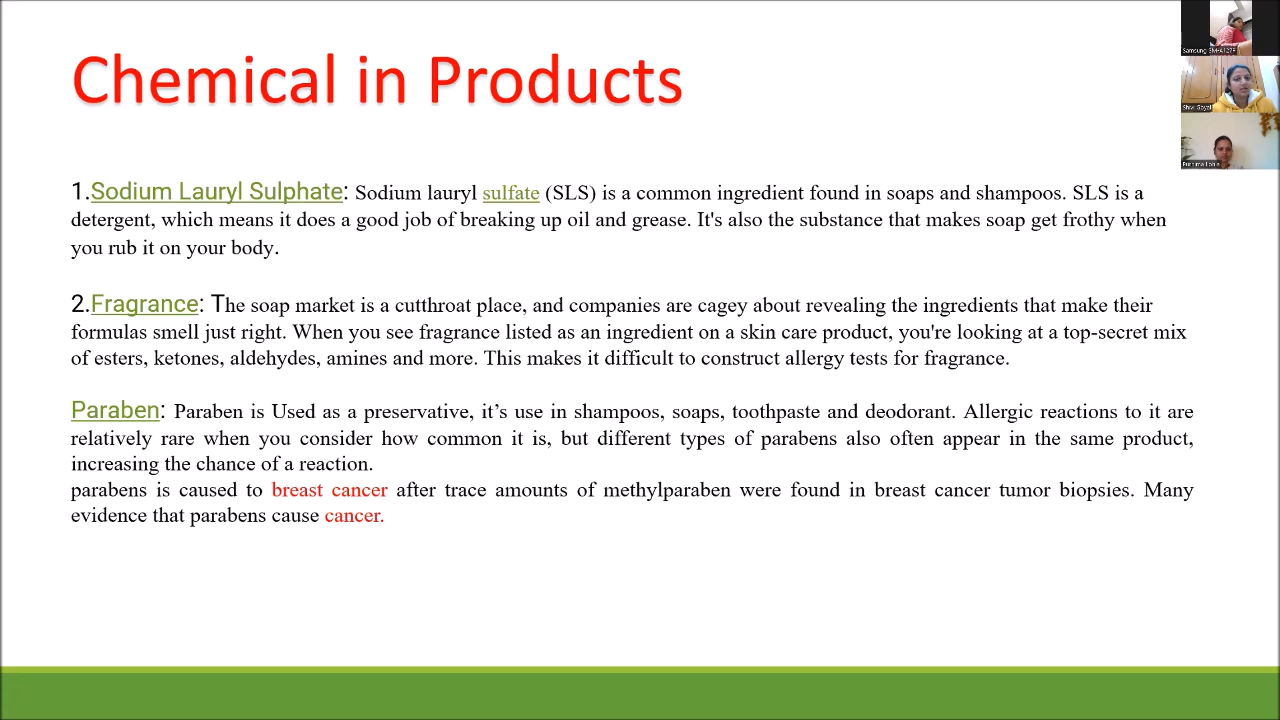 Chemical in Products
1.Sodium Lauryl Sulphate: Sodium lauryl sulfate (SLS) is a common ingredient found in soaps and shampoos. SLS is a
detergent, which means it does a good job of breaking up oil and grease. It's also the substance that makes soap get frothy when
you rub it on your body.
2.Fragrance: The soap market is a cutthroat place, and companies are cagey about revealing the ingredients that make their
formulas smell just right. When you see fragrance listed as an ingredient on a skin care product, you're looking at a top-secret mix
of esters, ketones, aldehydes, amines and more. This makes it difficult to construct allergy tests for fragrance.
Paraben: Paraben is Used as a preservative, it’s use in shampoos, soaps, toothpaste and deodorant. Allergic reactions to it are
relatively rare when you consider how common it is, but different types of parabens also often appear in the same product,
increasing the chance of a reaction.
parabens is caused to breast cancer after trace amounts of methylparaben were found in breast cancer tumor biopsies. Many
evidence that parabens cause cancer.
Samsung
Goyal